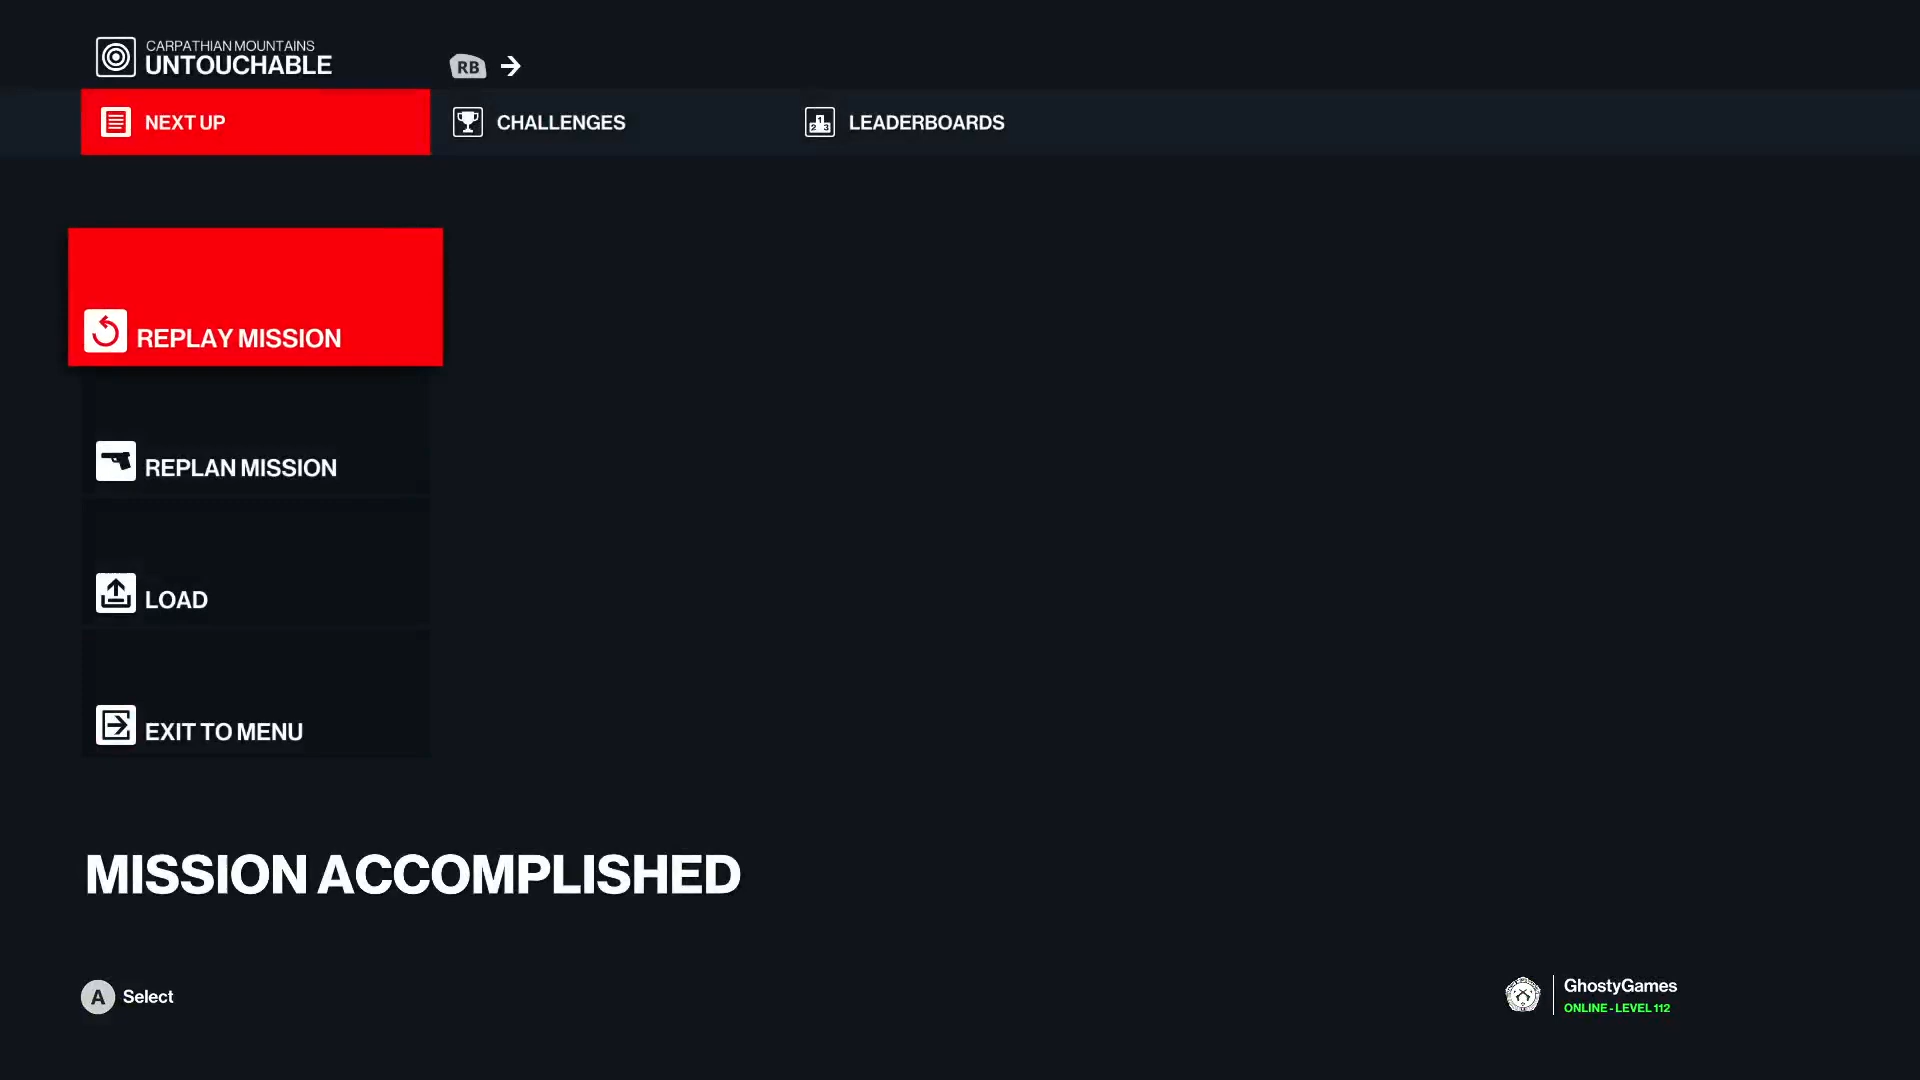 CARPATHIAN MOUNTAINS
UNTOUCHABLE
RB
NEXT UP
CHALLENGES
LEADERBOARDS
REPLAY MISSION
REPLAN MISSION
LOAD
EXIT TO MENU
MISSION ACCOMPLISHED
A Select
GhostyGames
ONLINE - LEVEL 112